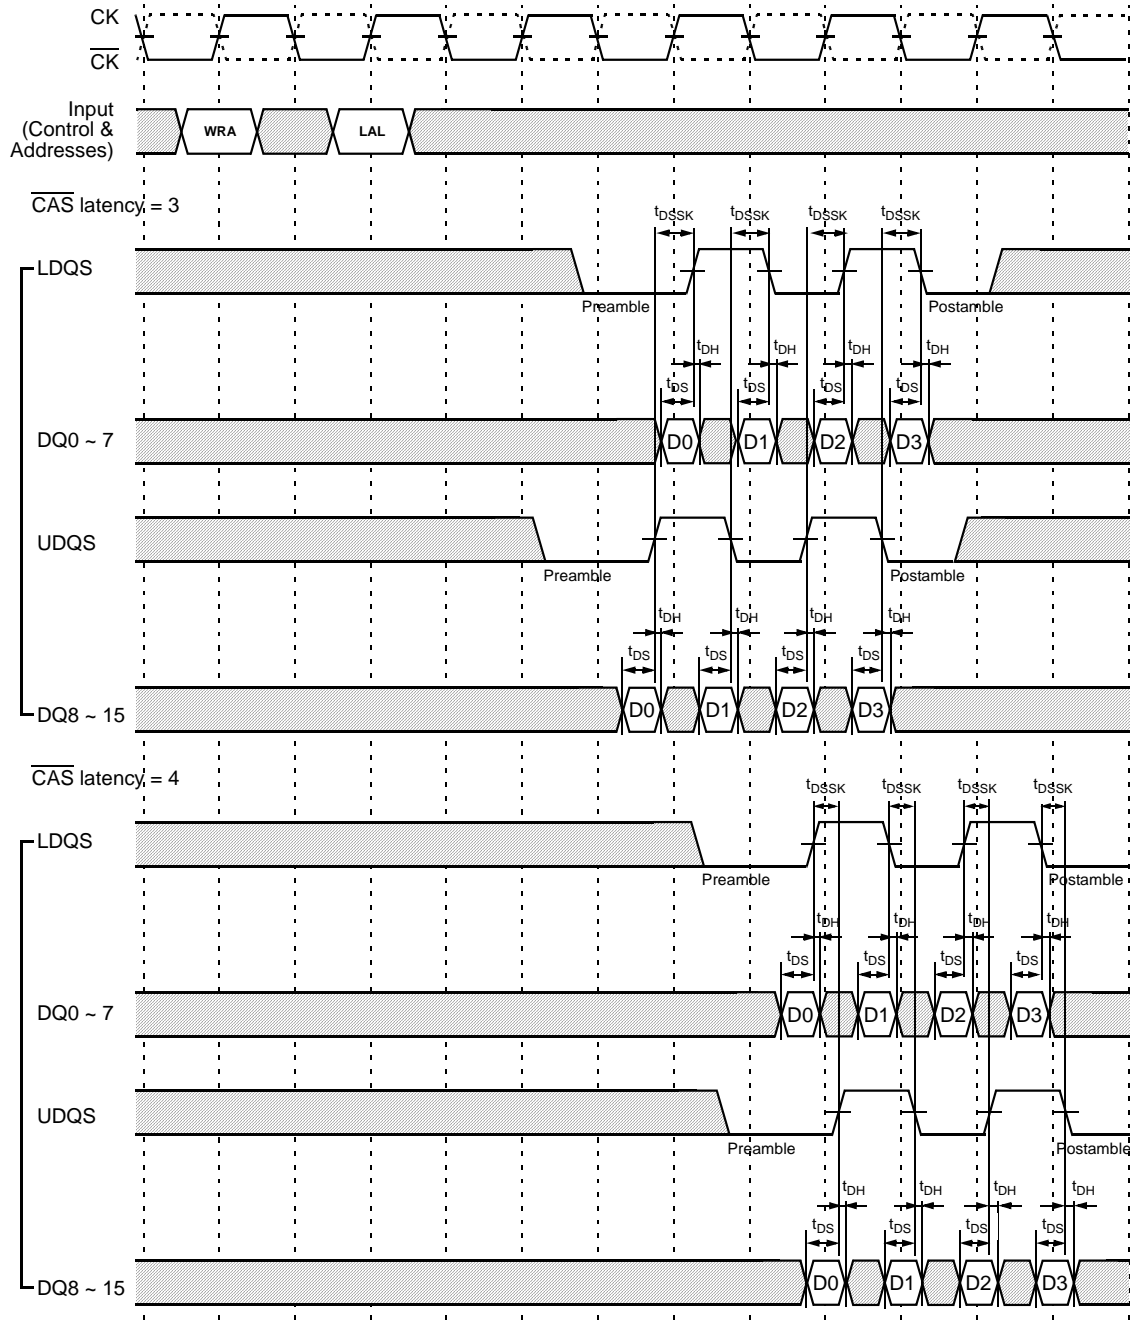 CK
CK
Input
(Control &
Addresses)
WRA
LAL
CAS latency = 3
tDSSK tDSSK tDSSK tDSSK
LDQS
Preamble
Postamble
tDH tDH tDH tDH
tDS tDS tDS tDS
DQ0 ~ 7
D0 D1 D2 D3
UDQS
Preamble
Postamble
tDH tDH tDH tDH
tDS tDS tDS tDS
DQ8 ~ 15
D0 D1 D2 D3
CAS latency = 4
tDSSK tDSSK tDSSK tDSSK
LDQS
Preamble
Postamble
tDH tDH tDH tDH
tDS tDS tDS tDS
DQ0 ~ 7
D0 D1 D2 D3
UDQS
Preamble
Postamble
tDH tDH tDH tDH
tDS tDS tDS tDS
DQ8 ~ 15
D0 D1 D2 D3